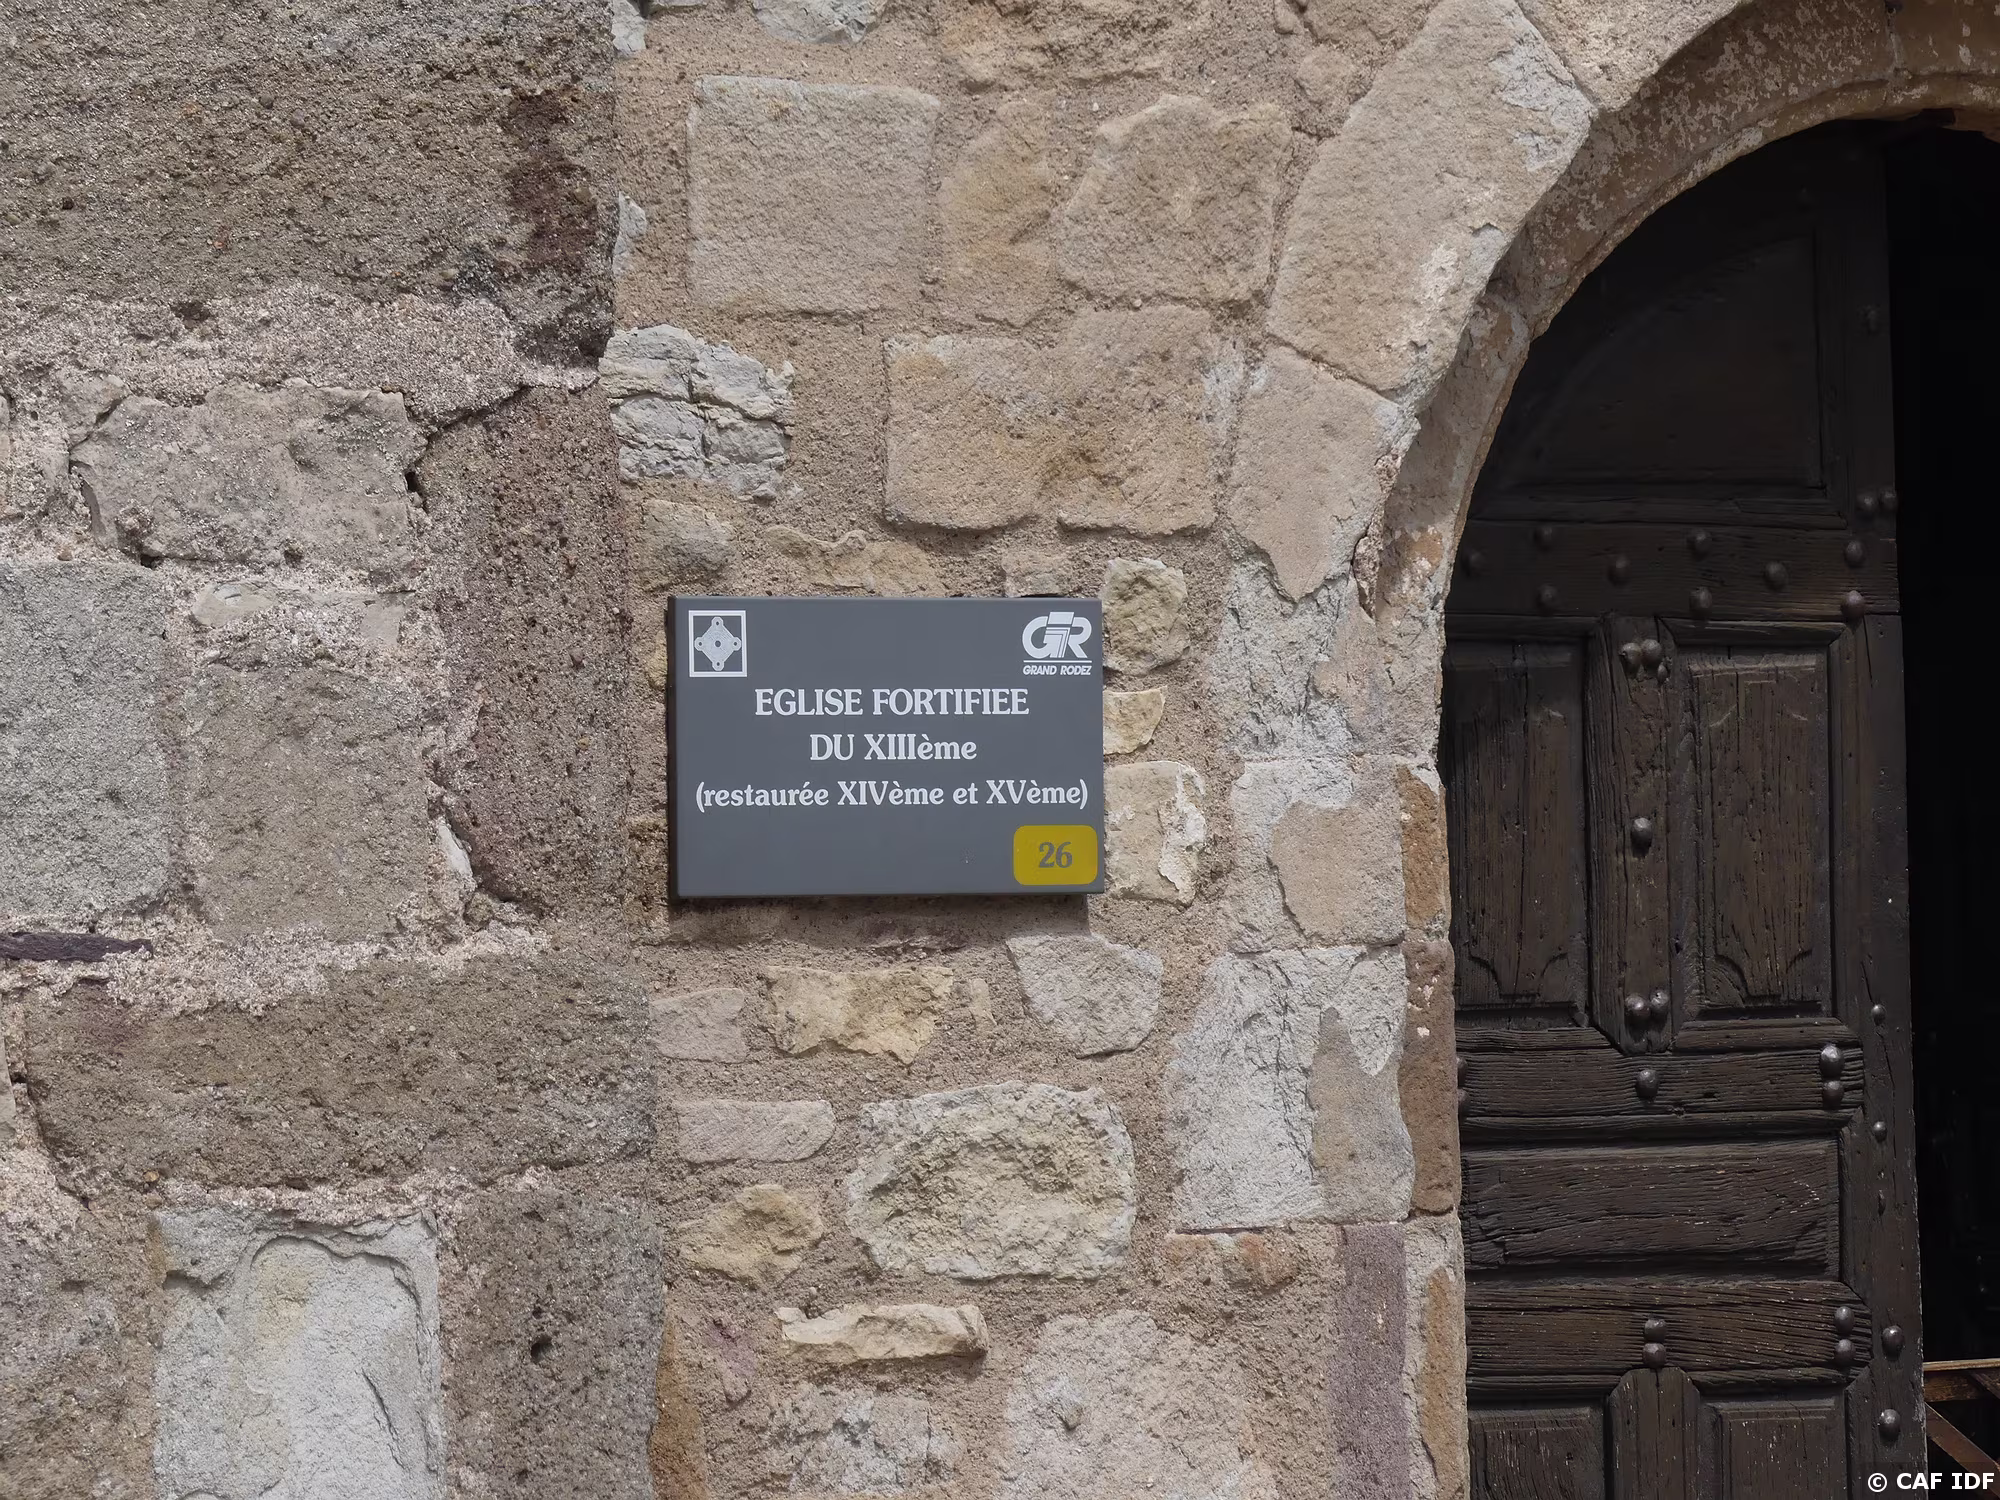 GR
GRAND RODEZ
EGLISE FORTIFIEE
DU XIIIème
(restaurée XIVème et XVème)
26
© CAF IDF